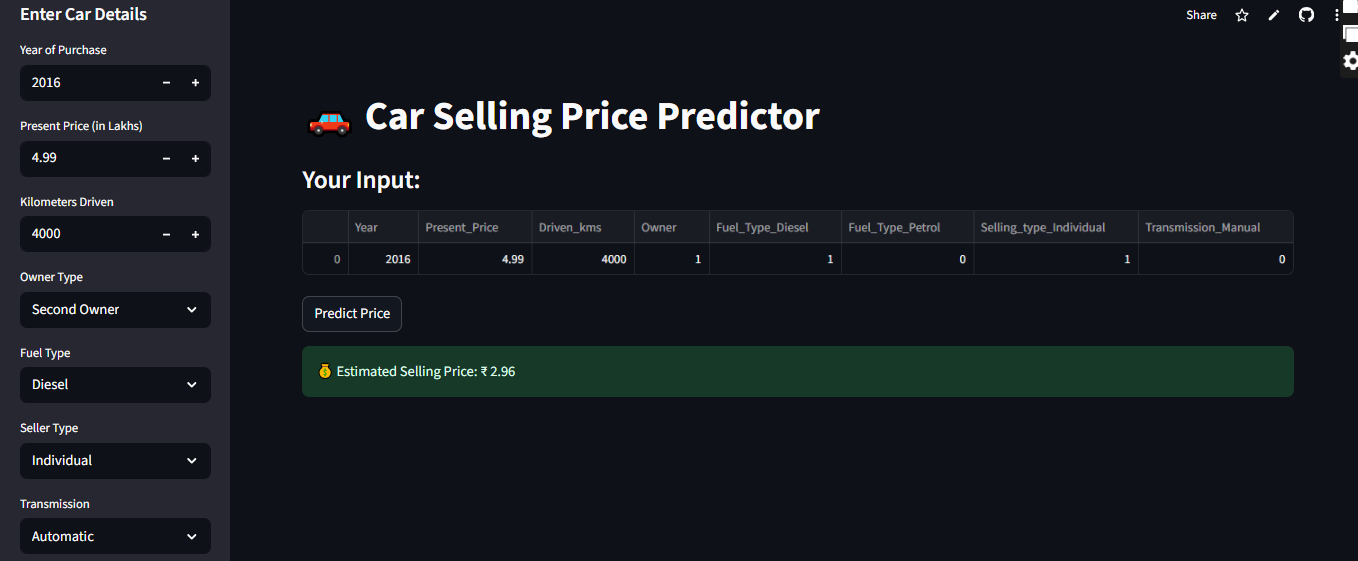 Enter Car Details
Share
Year of Purchase
2016
Present Price (in Lakhs)
4.99
Kilometers Driven
4000
Owner Type
Second Owner
Fuel Type
Diesel
Seller Type
Individual
Transmission
Automatic
Car Selling Price Predictor
Your Input:
Year Present_Price Driven_kms Owner Fuel_Type_Diesel Fuel_Type_Petrol Selling_type_Individual Transmission_Manual
0 2016 4.99 4000 1 1 0 1 0
Predict Price
Estimated Selling Price: ₹ 2.96